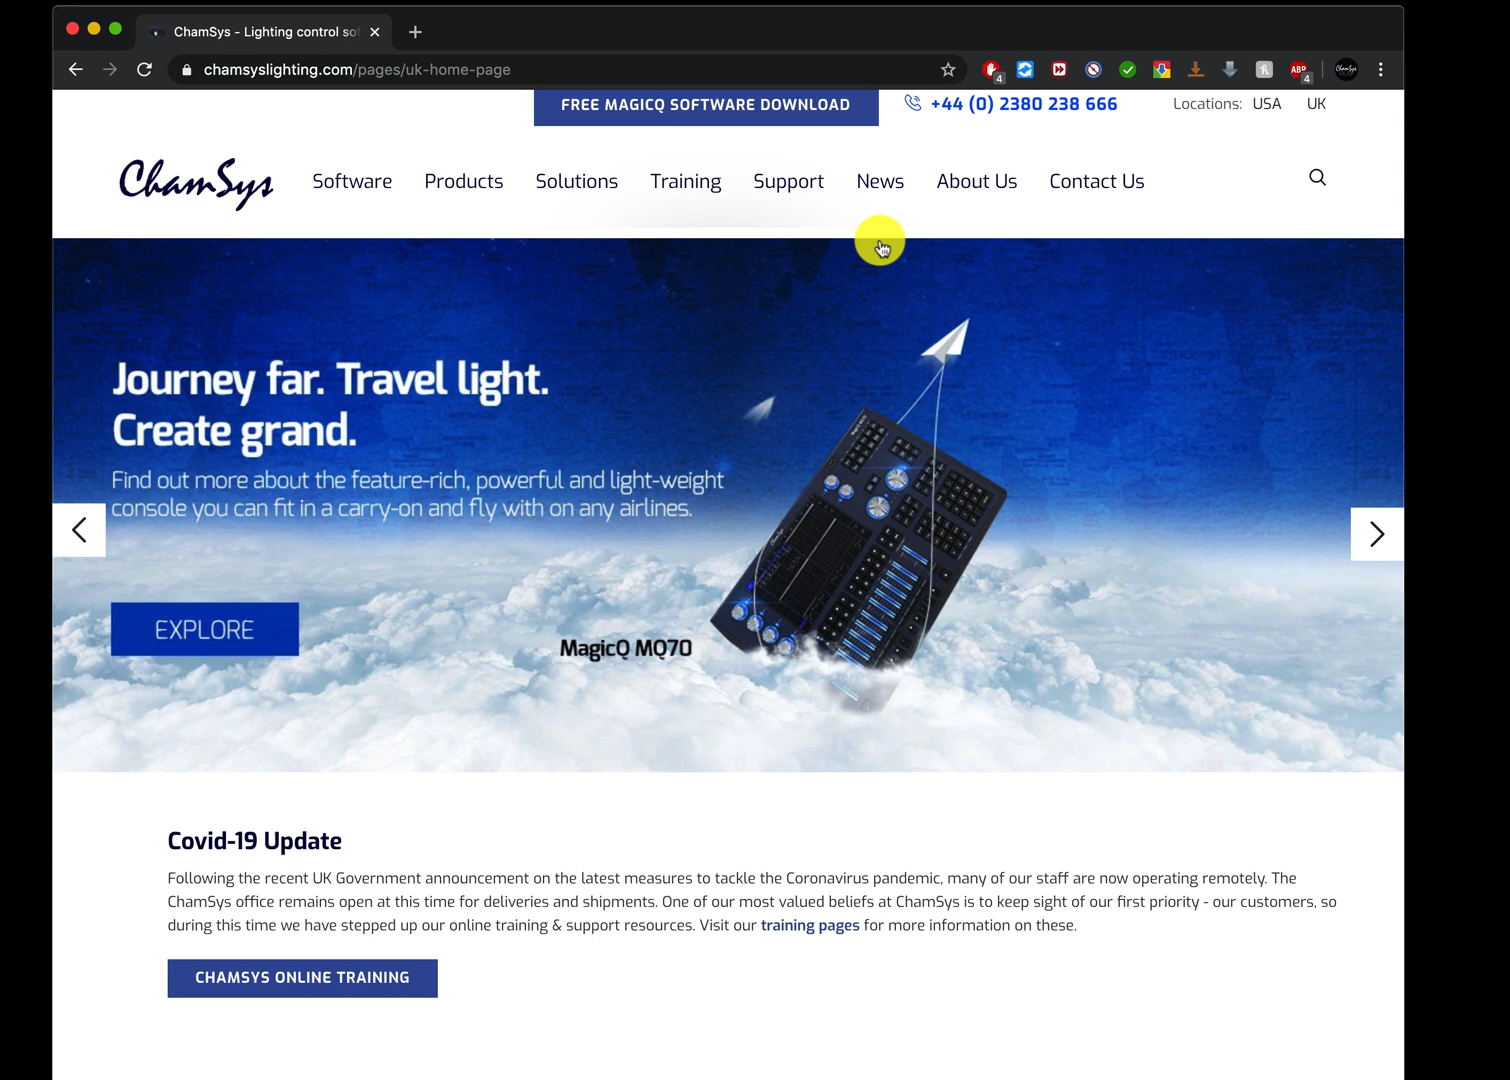 ChamSys - Lighting control so
chamsyslighting.com/pages/uk-home-page
4
ABP
4
ChamSys
FREE MAGICQ SOFTWARE DOWNLOAD
+44 (0) 2380 238 666
Locations: USA UK
ChamSys
Software Products Solutions Training Support News About Us Contact Us
Journey far. Travel light.
Create grand.
Find out more about the feature-rich, powerful and light-weight
console you can fit in a carry-on and fly with on any airlines.
EXPLORE
MagicQ MQ70
Covid-19 Update
Following the recent UK Government announcement on the latest measures to tackle the Coronavirus pandemic, many of our staff are now operating remotely. The
ChamSys office remains open at this time for deliveries and shipments. One of our most valued beliefs at ChamSys is to keep sight of our first priority - our customers, so
during this time we have stepped up our online training & support resources. Visit our training pages for more information on these.
CHAMSYS ONLINE TRAINING